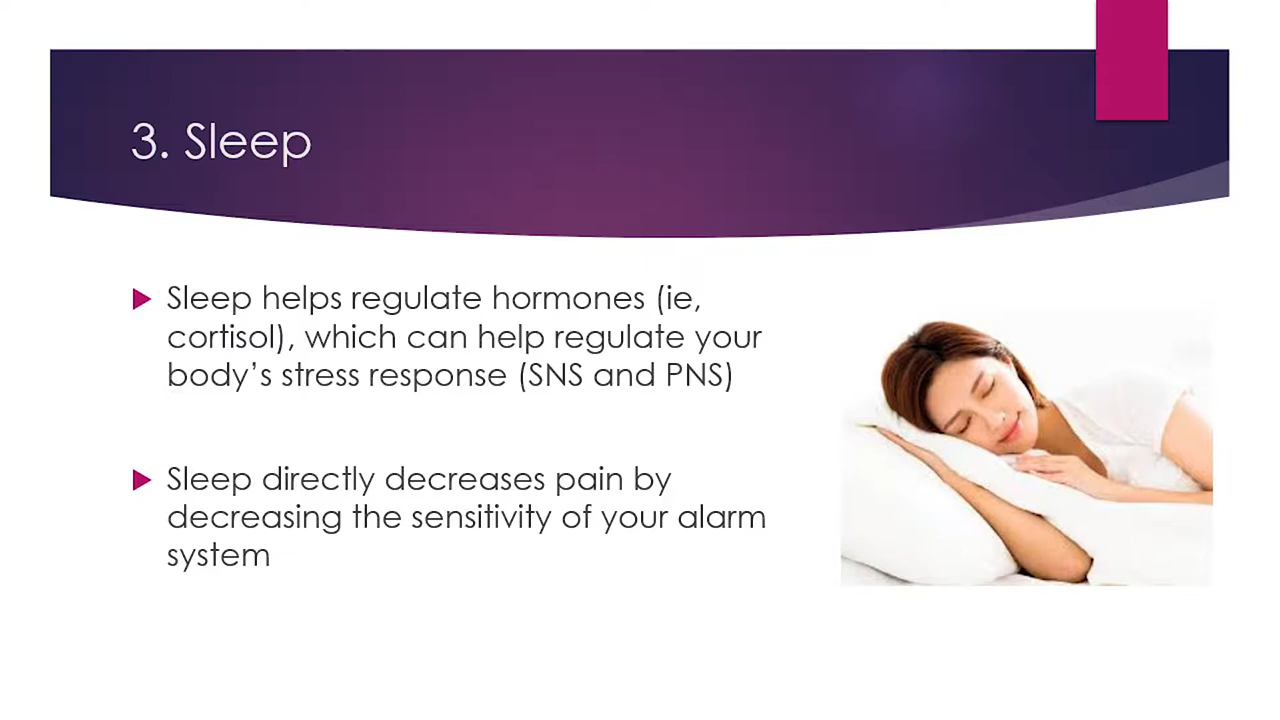 3. Sleep
Sleep helps regulate hormones (ie,
cortisol), which can help regulate your
body’s stress response (SNS and PNS)
Sleep directly decreases pain by
decreasing the sensitivity of your alarm
system